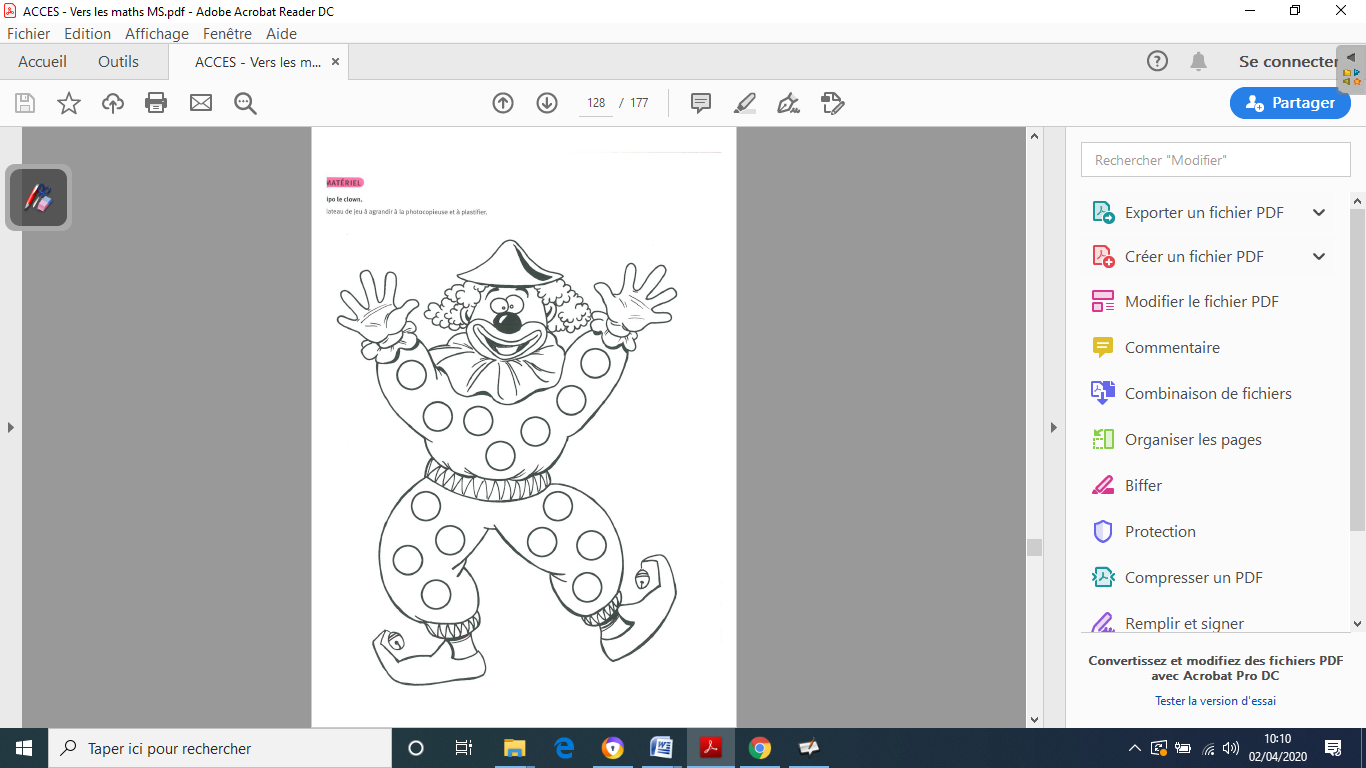 ACCES - Vers les maths MS.pdf - Adobe Acrobat Reader DC
Fichier Edition Affichage Fenêtre Aide
Accueil Outils ACCES - Vers les m... × Se connecter
128 / 177 Partager
Rechercher "Modifier"
MATÉRIEL
ipo le clown.
lateau de jeu à agrandir à la photocopieuse et à plastifier.
Exporter un fichier PDF
Créer un fichier PDF
Modifier le fichier PDF
Commentaire
Combinaison de fichiers
Organiser les pages
Biffer
Protection
Compresser un PDF
Remplir et signer
Convertissez et modifiez des fichiers PDF
avec Acrobat Pro DC
Tester la version d'essai
Taper ici pour rechercher
10:10
02/04/2020